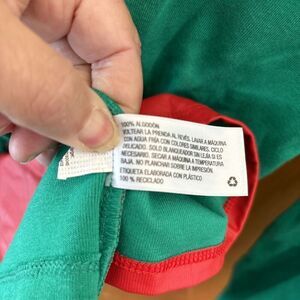 100% ALGODÓN
VOLTEAR LA PRENDA AL REVÉS. LAVAR A MÁQUINA
CON AGUA FRÍA CON COLORES SIMILARES. CICLO
DELICADO. SOLO BLANQUEADOR SIN LEJÍA SI ES
NECESARIO. SECAR A MÁQUINA A TEMPERATURA
BAJA. NO PLANCHAR SOBRE LA IMPRESIÓN.
ETIQUETA ELABORADA CON PLÁSTICO
100 % RECICLADO